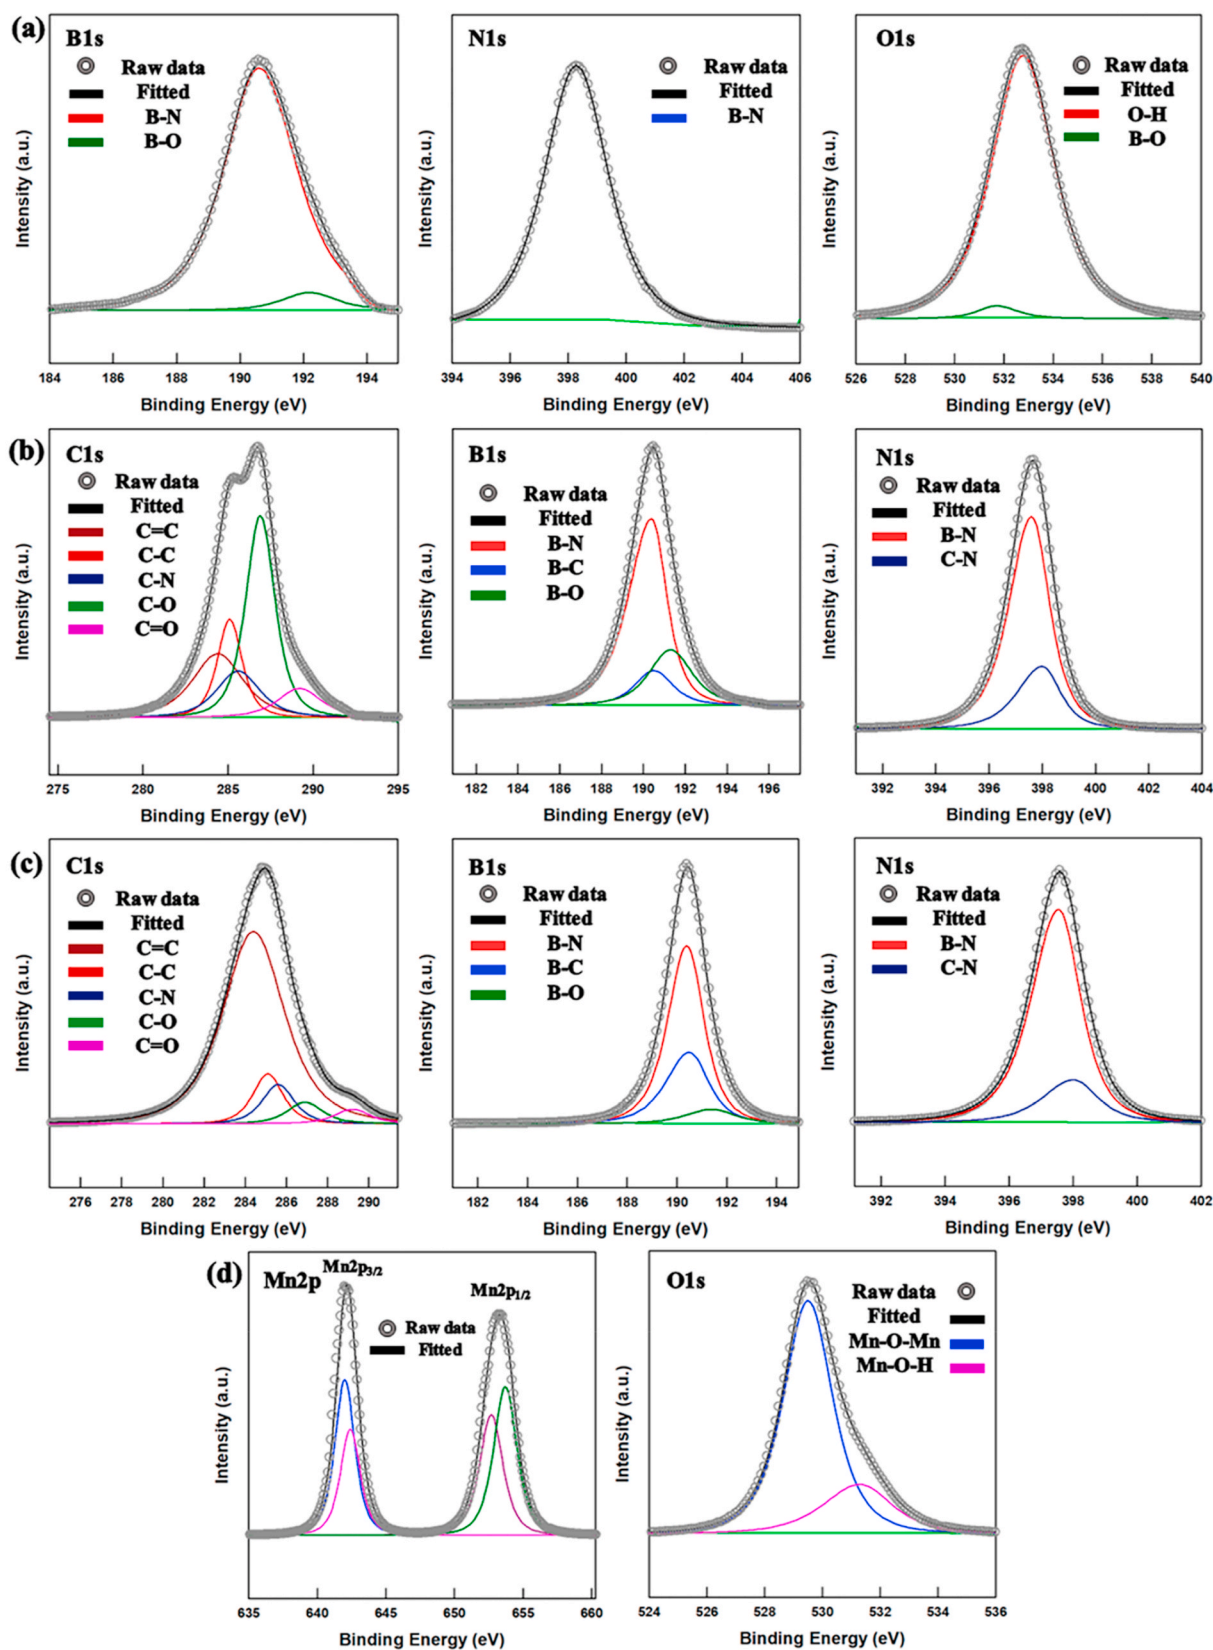 (a)
B1s
Raw data
Fitted
B-N
B-O
Intensity (a.u.)
184 186 188 190 192 194
Binding Energy (eV)
N1s
Raw data
Fitted
B-N
Intensity (a.u.)
394 396 398 400 402 404 406
Binding Energy (eV)
O1s
Raw data
Fitted
O-H
B-O
Intensity (a.u.)
526 528 530 532 534 536 538 540
Binding Energy (eV)
(b)
C1s
Raw data
Fitted
C=C
C-C
C-N
C-O
C=O
Intensity (a.u.)
275 280 285 290 295
Binding Energy (eV)
B1s
Raw data
Fitted
B-N
B-C
B-O
Intensity (a.u.)
182 184 186 188 190 192 194 196
Binding Energy (eV)
N1s
Raw data
Fitted
B-N
C-N
Intensity (a.u.)
392 394 396 398 400 402 404
Binding Energy (eV)
(c)
C1s
Raw data
Fitted
C=C
C-C
C-N
C-O
C=O
Intensity (a.u.)
276 278 280 282 284 286 288 290
Binding Energy (eV)
B1s
Raw data
Fitted
B-N
B-C
B-O
Intensity (a.u.)
182 184 186 188 190 192 194
Binding Energy (eV)
N1s
Raw data
Fitted
B-N
C-N
Intensity (a.u.)
392 394 396 398 400 402
Binding Energy (eV)
(d)
Mn2p
Mn2p3/2
Mn2p1/2
Raw data
Fitted
Intensity (a.u.)
635 640 645 650 655 660
Binding Energy (eV)
O1s
Raw data
Fitted
Mn-O-Mn
Mn-O-H
Intensity (a.u.)
524 526 528 530 532 534 536
Binding Energy (eV)